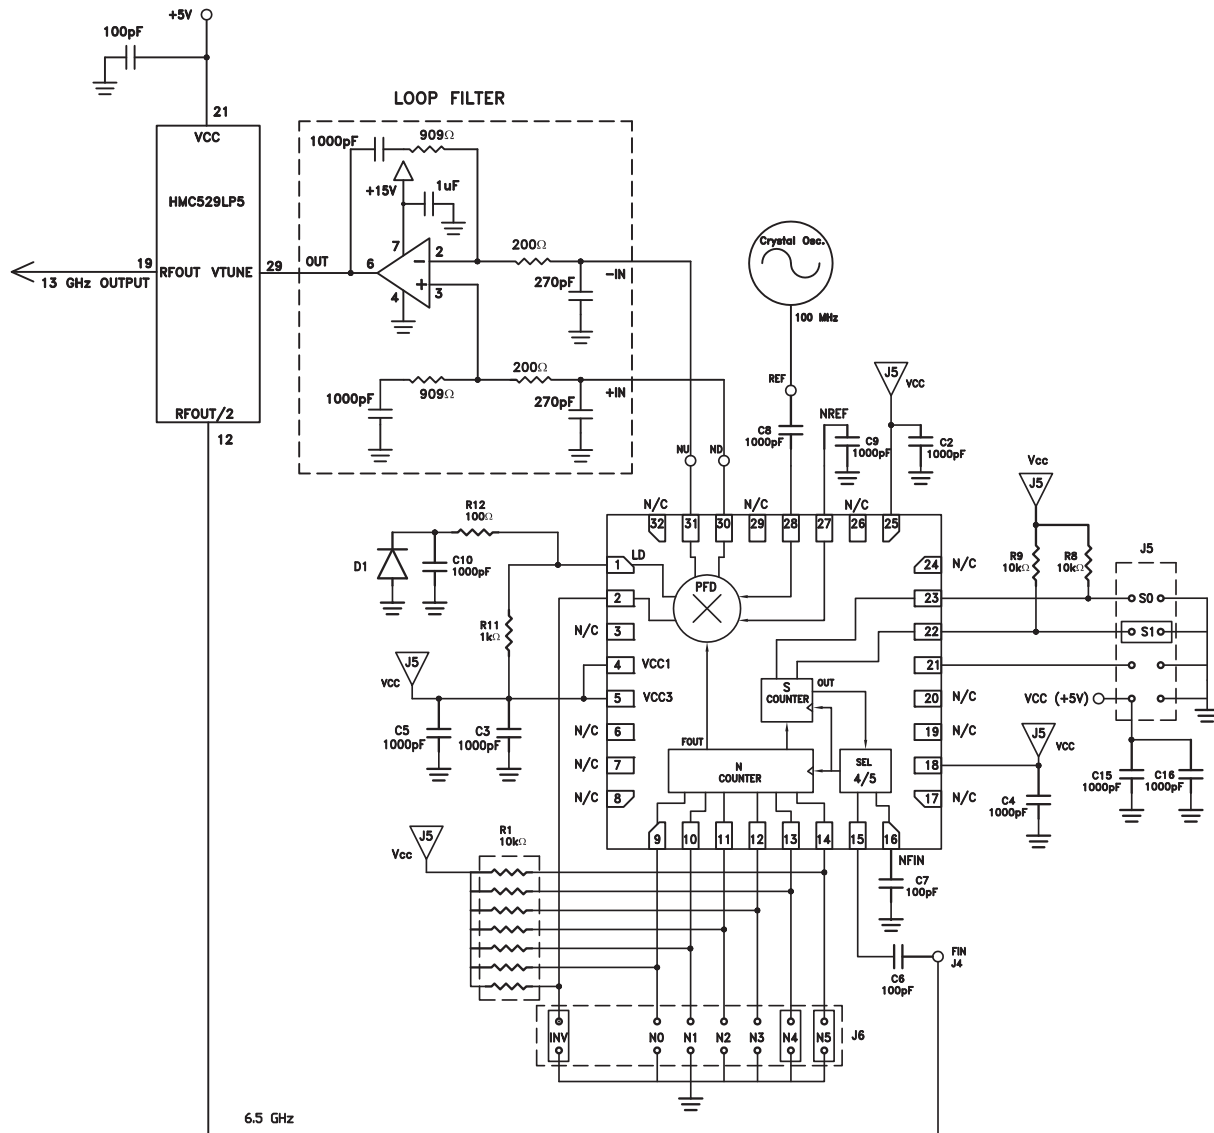 +5V
100pF
21
VCC
HMC529LP5
19
RFOUT VTUNE
29
13 GHz OUTPUT
RFOUT/2
12
LOOP FILTER
1000pF
909Ω
+15V
1uF
7
OUT
6
2
−
+
3
4
200Ω
270pF
−IN
200Ω
+IN
909Ω
1000pF
270pF
Crystal Osc.
100 MHz
REF
J5
VCC
NREF
C8
1000pF
C9
1000pF
C2
1000pF
NU
ND
Vcc
J5
N/C
N/C
N/C
32
31
30
29
28
27
26
25
R12
100Ω
D1
C10
1000pF
LD
R11
1kΩ
R9
10kΩ
R8
10kΩ
J5
1
PFD
24
N/C
2
23
S0
N/C
3
22
S1
J5
VCC
4
VCC1
21
5
VCC3
S
COUNTER
OUT
20
N/C
VCC (+5V)
C5
1000pF
C3
1000pF
N/C
6
19
N/C
J5
VCC
FOUT
N/C
7
N
COUNTER
SEL
4/5
18
N/C
8
17
N/C
C4
1000pF
C15
1000pF
C16
1000pF
9
10
11
12
13
14
15
16
J5
Vcc
R1
10kΩ
NFIN
C7
100pF
FIN
J4
C6
100pF
INV
N0
N1
N2
N3
N4
N5
J6
6.5 GHz